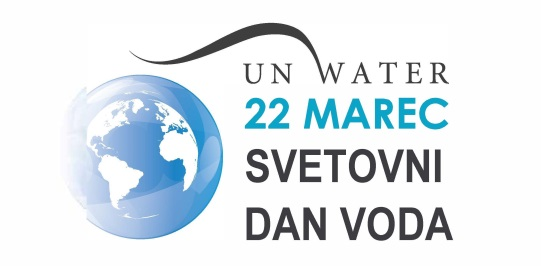 UN WATER
22 MAREC
SVETOVNI
DAN VODA